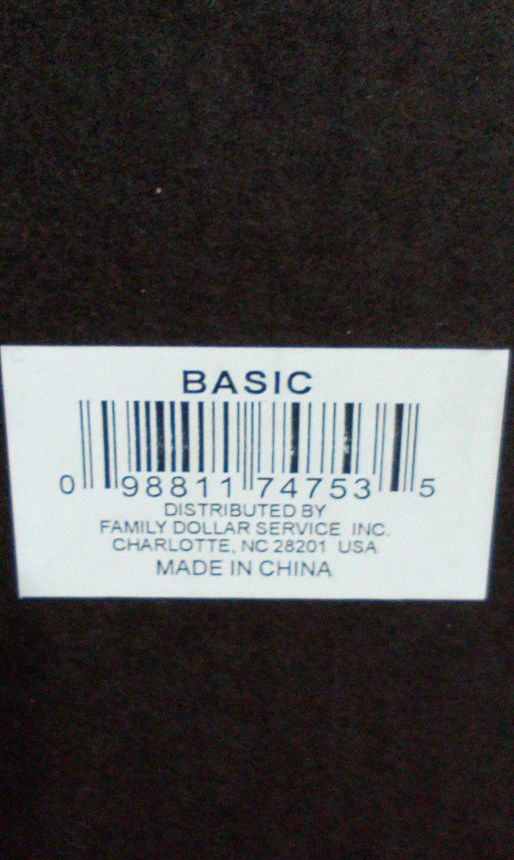 BASIC
0 98811 74753 5
DISTRIBUTED BY
FAMILY DOLLAR SERVICE INC.
CHARLOTTE, NC 28201 USA
MADE IN CHINA